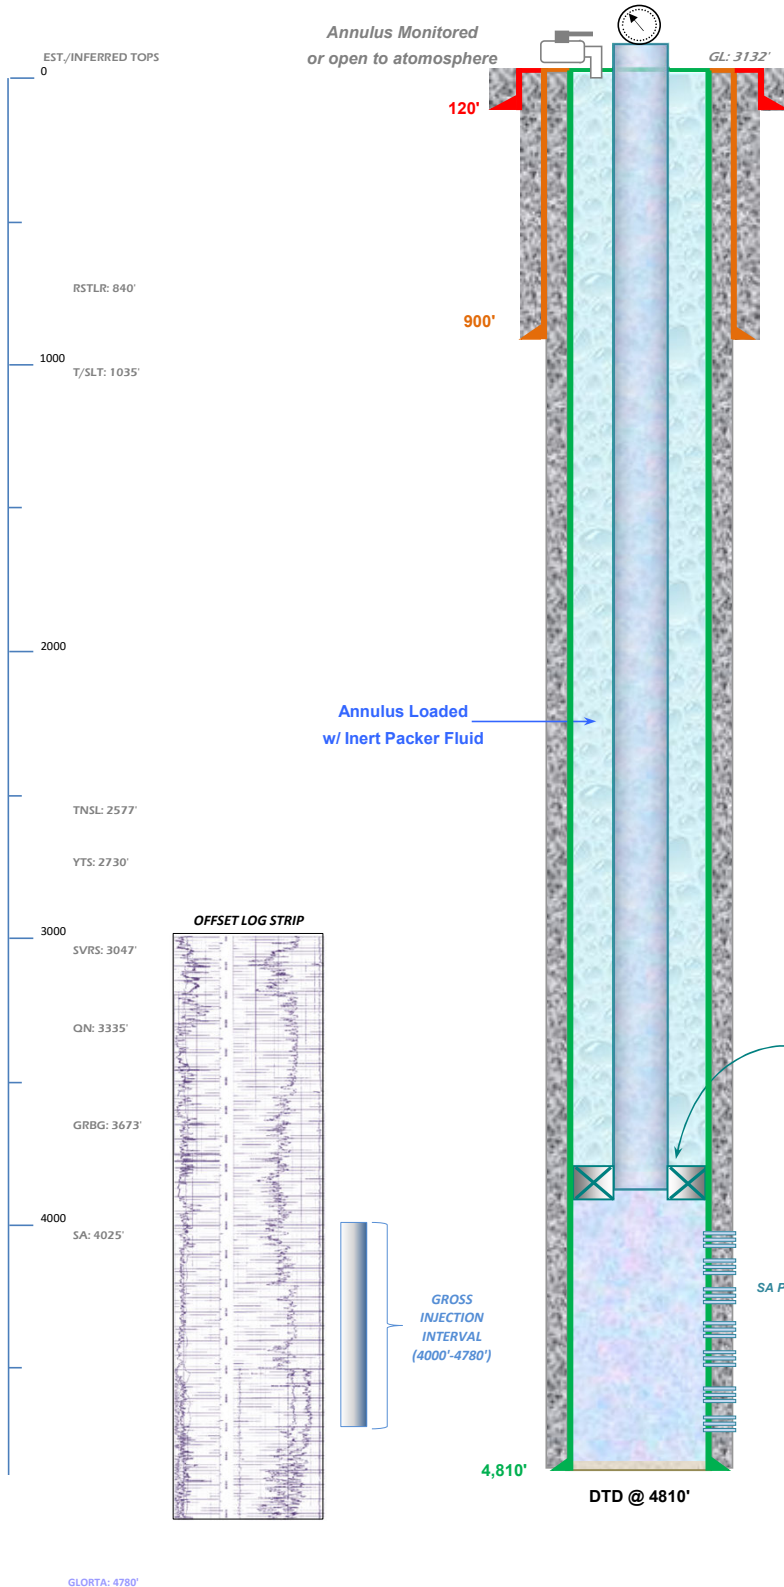 Annulus Monitored
or open to atomosphere
EST./INFERRED TOPS
GL: 3132'
0
120'
RSTLR: 840'
900'
1000
T/SLT: 1035'
2000
Annulus Loaded
w/ Inert Packer Fluid
TNSL: 2577'
YTS: 2730'
OFFSET LOG STRIP
3000
SVRS: 3047'
QN: 3335'
GRBG: 3673'
4000
SA: 4025'
SA P
GROSS
INJECTION
INTERVAL
(4000'-4780')
4,810'
DTD @ 4810'
GLORTA: 4780'